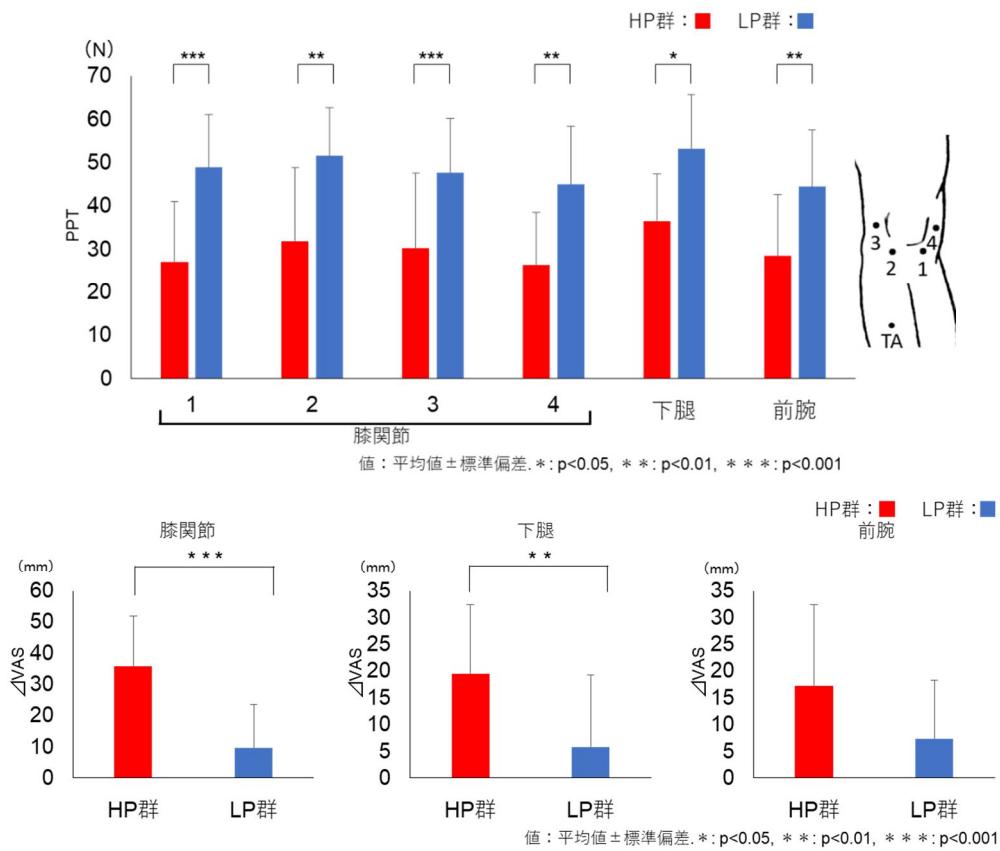 HP群：■ LP群：■
（N）
*** ** *** ** * **
70
60
50
40
30
20
10
0
PPT
3 4
2 1
TA
1 2 3 4 下腿 前腕
膝関節
値：平均値±標準偏差.＊: p<0.05, ＊＊: p<0.01, ＊＊＊: p<0.001
HP群：■ LP群：■
膝関節
（mm）
***
60
50
40
30
20
10
0
⊿VAS
HP群 LP群
下腿
（mm）
**
35
30
25
20
15
10
5
0
⊿VAS
HP群 LP群
前腕
（mm）
35
30
25
20
15
10
5
0
⊿VAS
HP群 LP群
値：平均値±標準偏差.＊: p<0.05, ＊＊: p<0.01, ＊＊＊: p<0.001